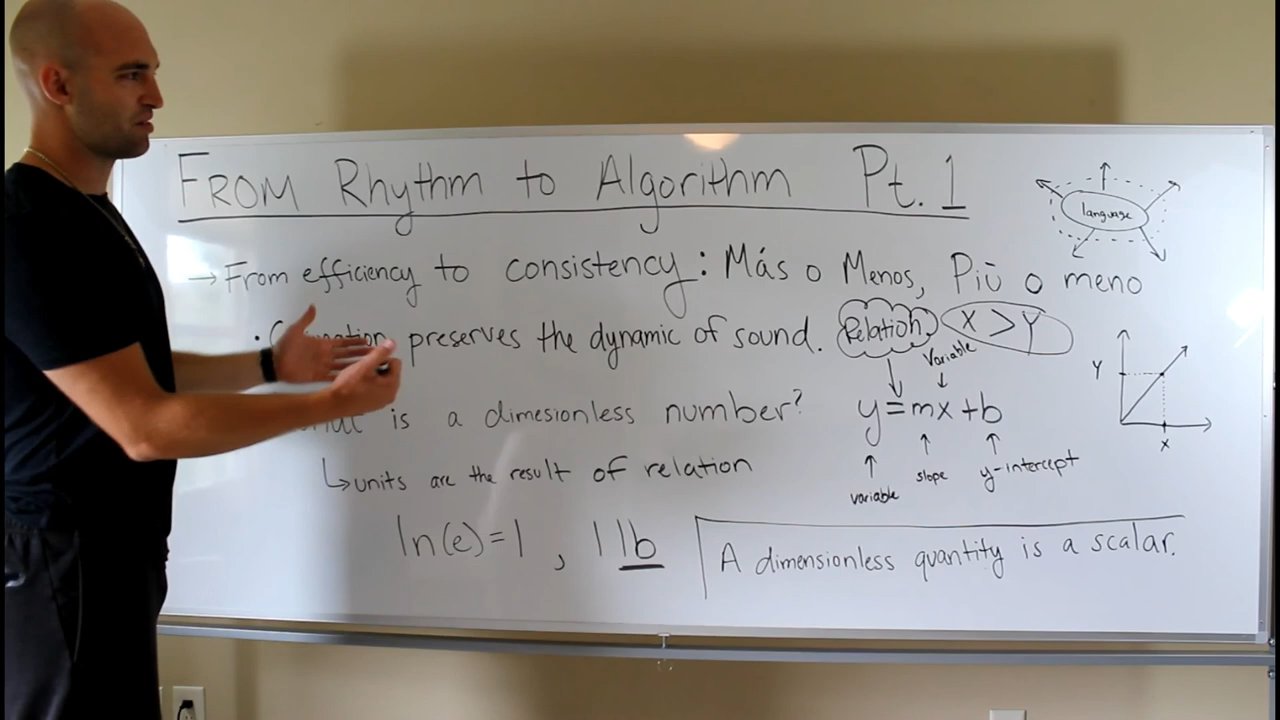 FROM Rhythm to Algorithm Pt. 1
language
→ From efficiency to consistency: Más o Menos, Più o meno
preserves the dynamic of sound.
Relation
X > Y
Variable
is a dimesionless number?
y=mx+b
variable
slope
y-intercept
Y
X
↳ units are the result of relation
ln(e)=1 , 1 lb
A dimensionless quantity is a scalar.